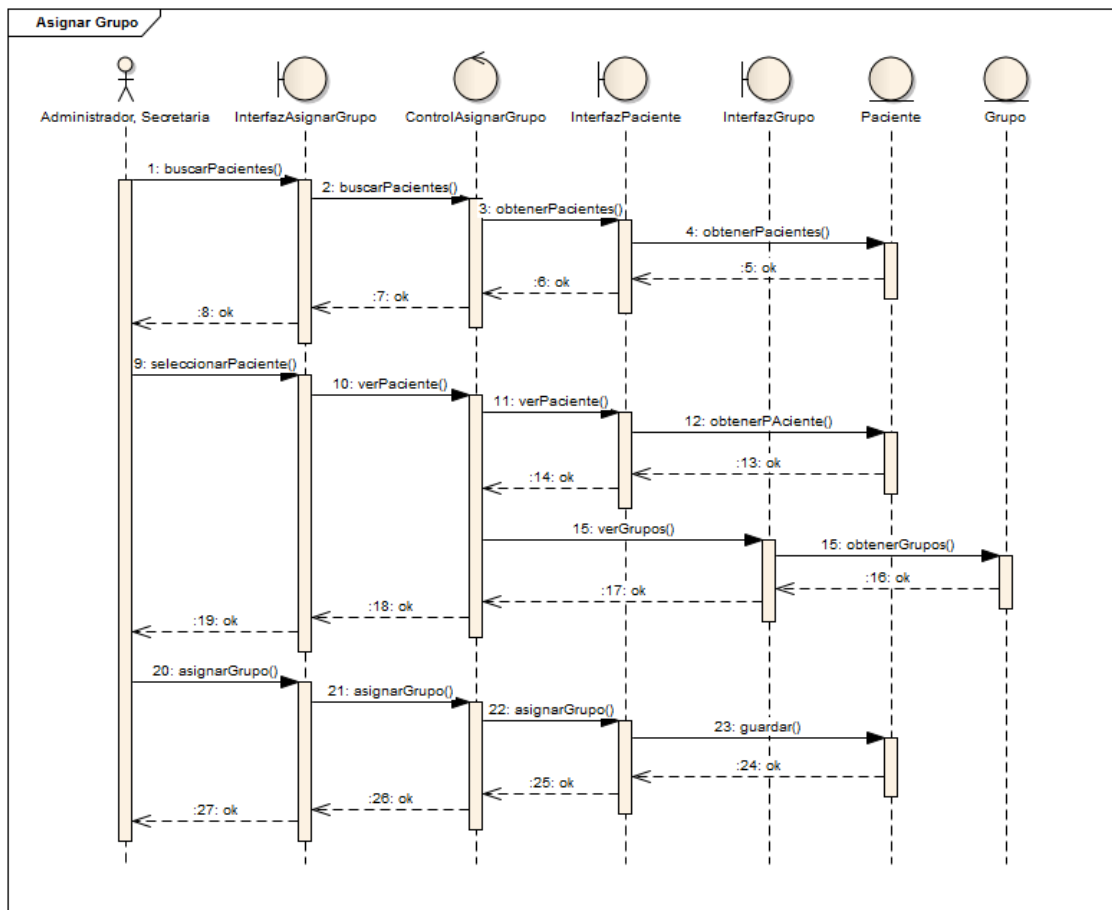 Asignar Grupo
Administrador, Secretaria
InterfazAsignarGrupo
ControlAsignarGrupo
InterfazPaciente
InterfazGrupo
Paciente
Grupo
1: buscarPacientes()
2: buscarPacientes()
3: obtenerPacientes()
4: obtenerPacientes()
:5: ok
:6: ok
:7: ok
:8: ok
9: seleccionarPaciente()
10: verPaciente()
11: verPaciente()
12: obtenerPAciente()
:13: ok
:14: ok
15: verGrupos()
15: obtenerGrupos()
:16: ok
:17: ok
:18: ok
:19: ok
20: asignarGrupo()
21: asignarGrupo()
22: asignarGrupo()
23: guardar()
:24: ok
:25: ok
:26: ok
:27: ok